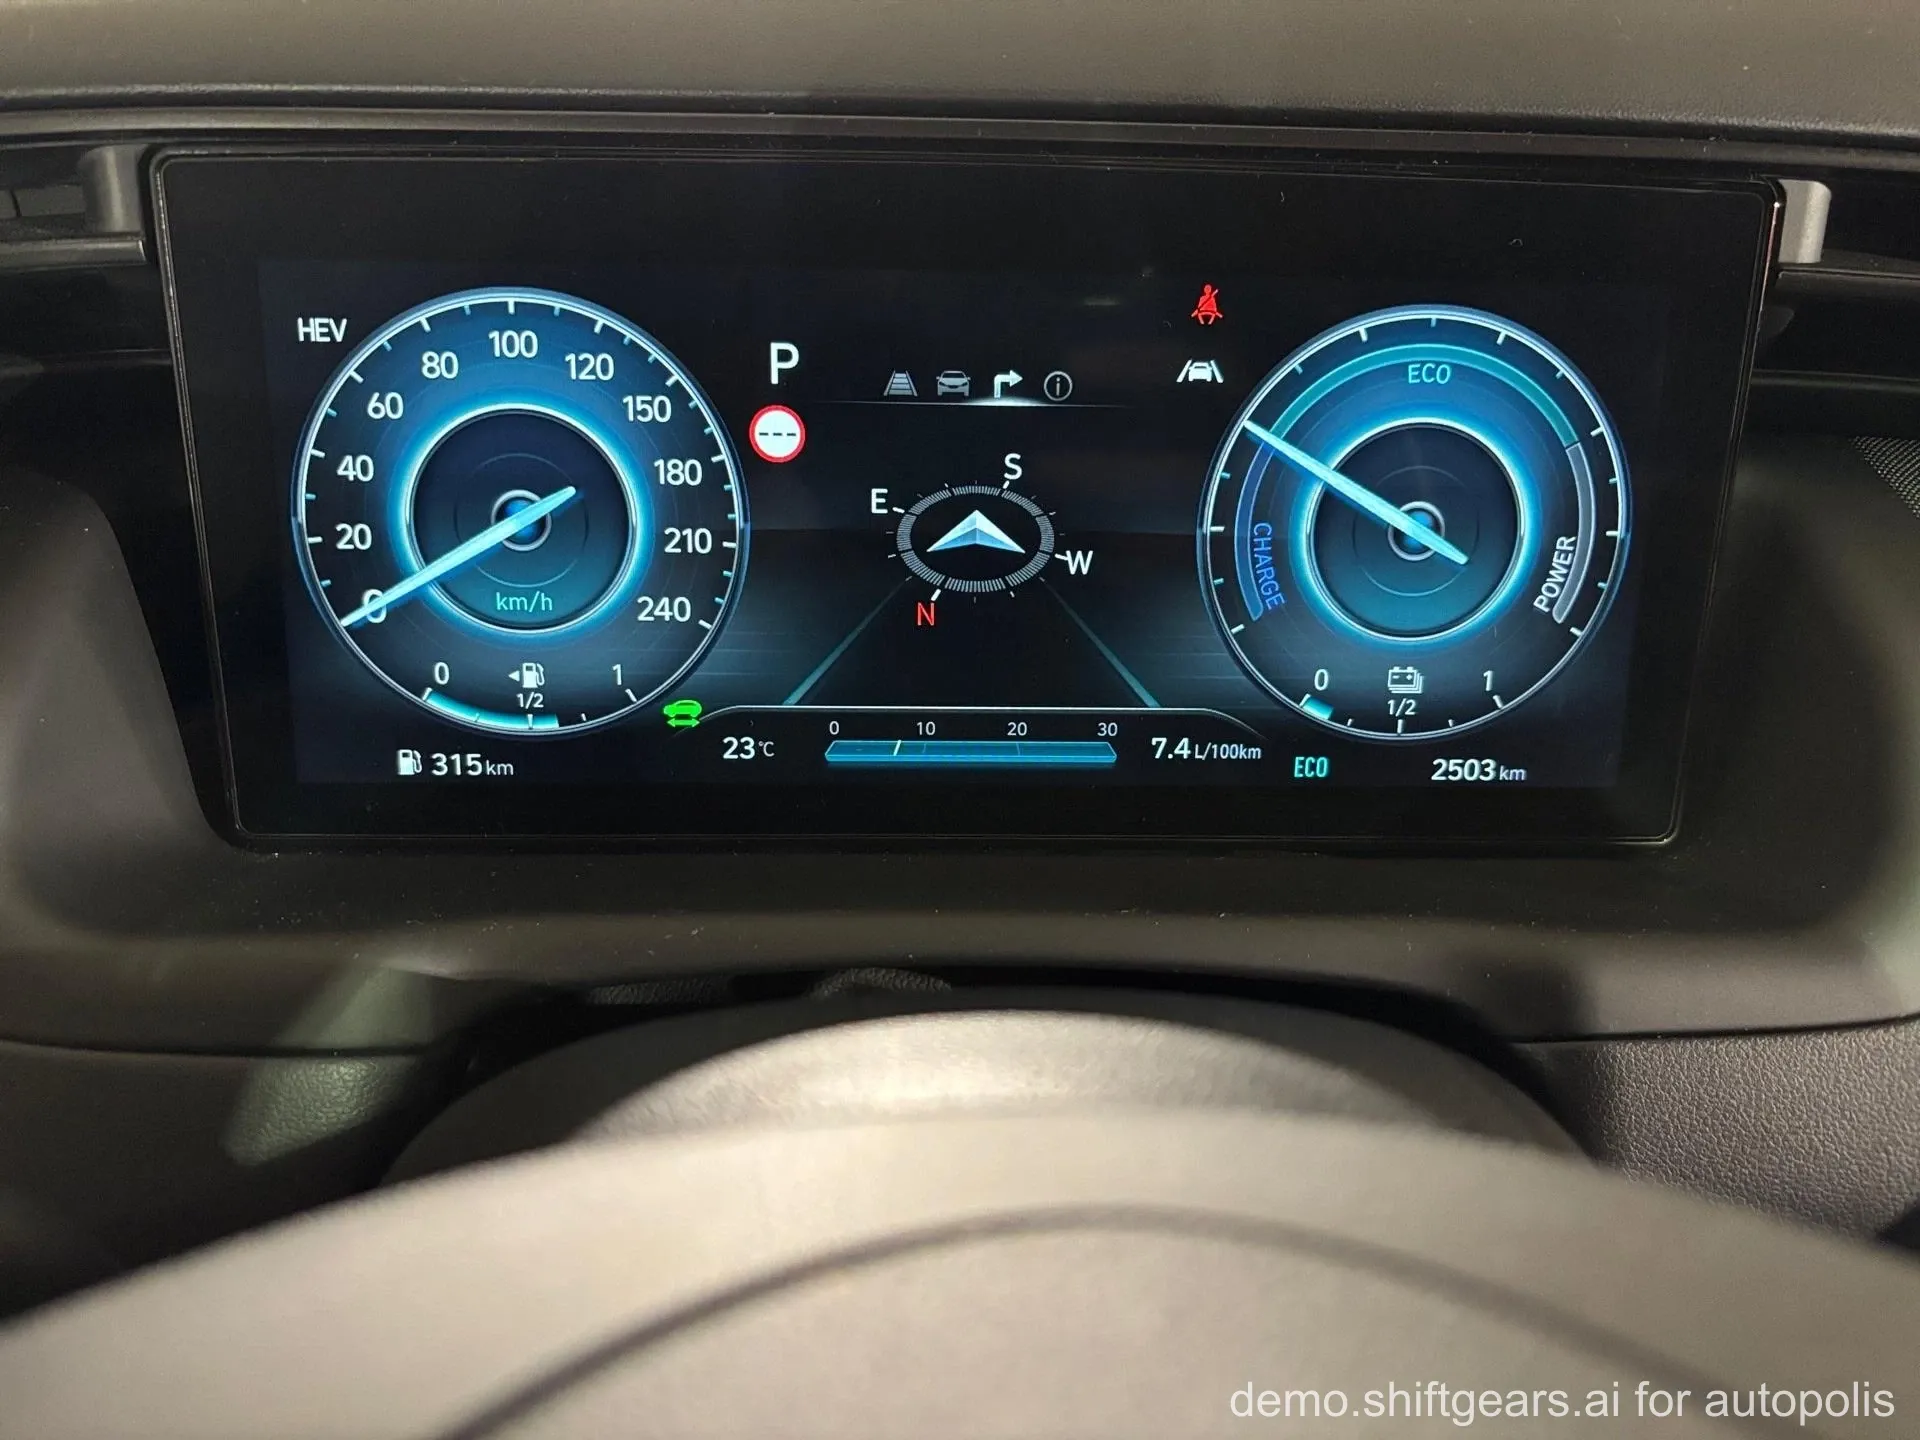 HEV
0
20
40
60
80
100
120
150
180
210
240
km/h
0 1/2 1
315 km
P
---
i
S
E
W
N
23°C
0 10 20 30
7.4 L/100km
ECO
CHARGE
POWER
0 1/2 1
ECO
2503 km
demo.shiftgears.ai for autopolis